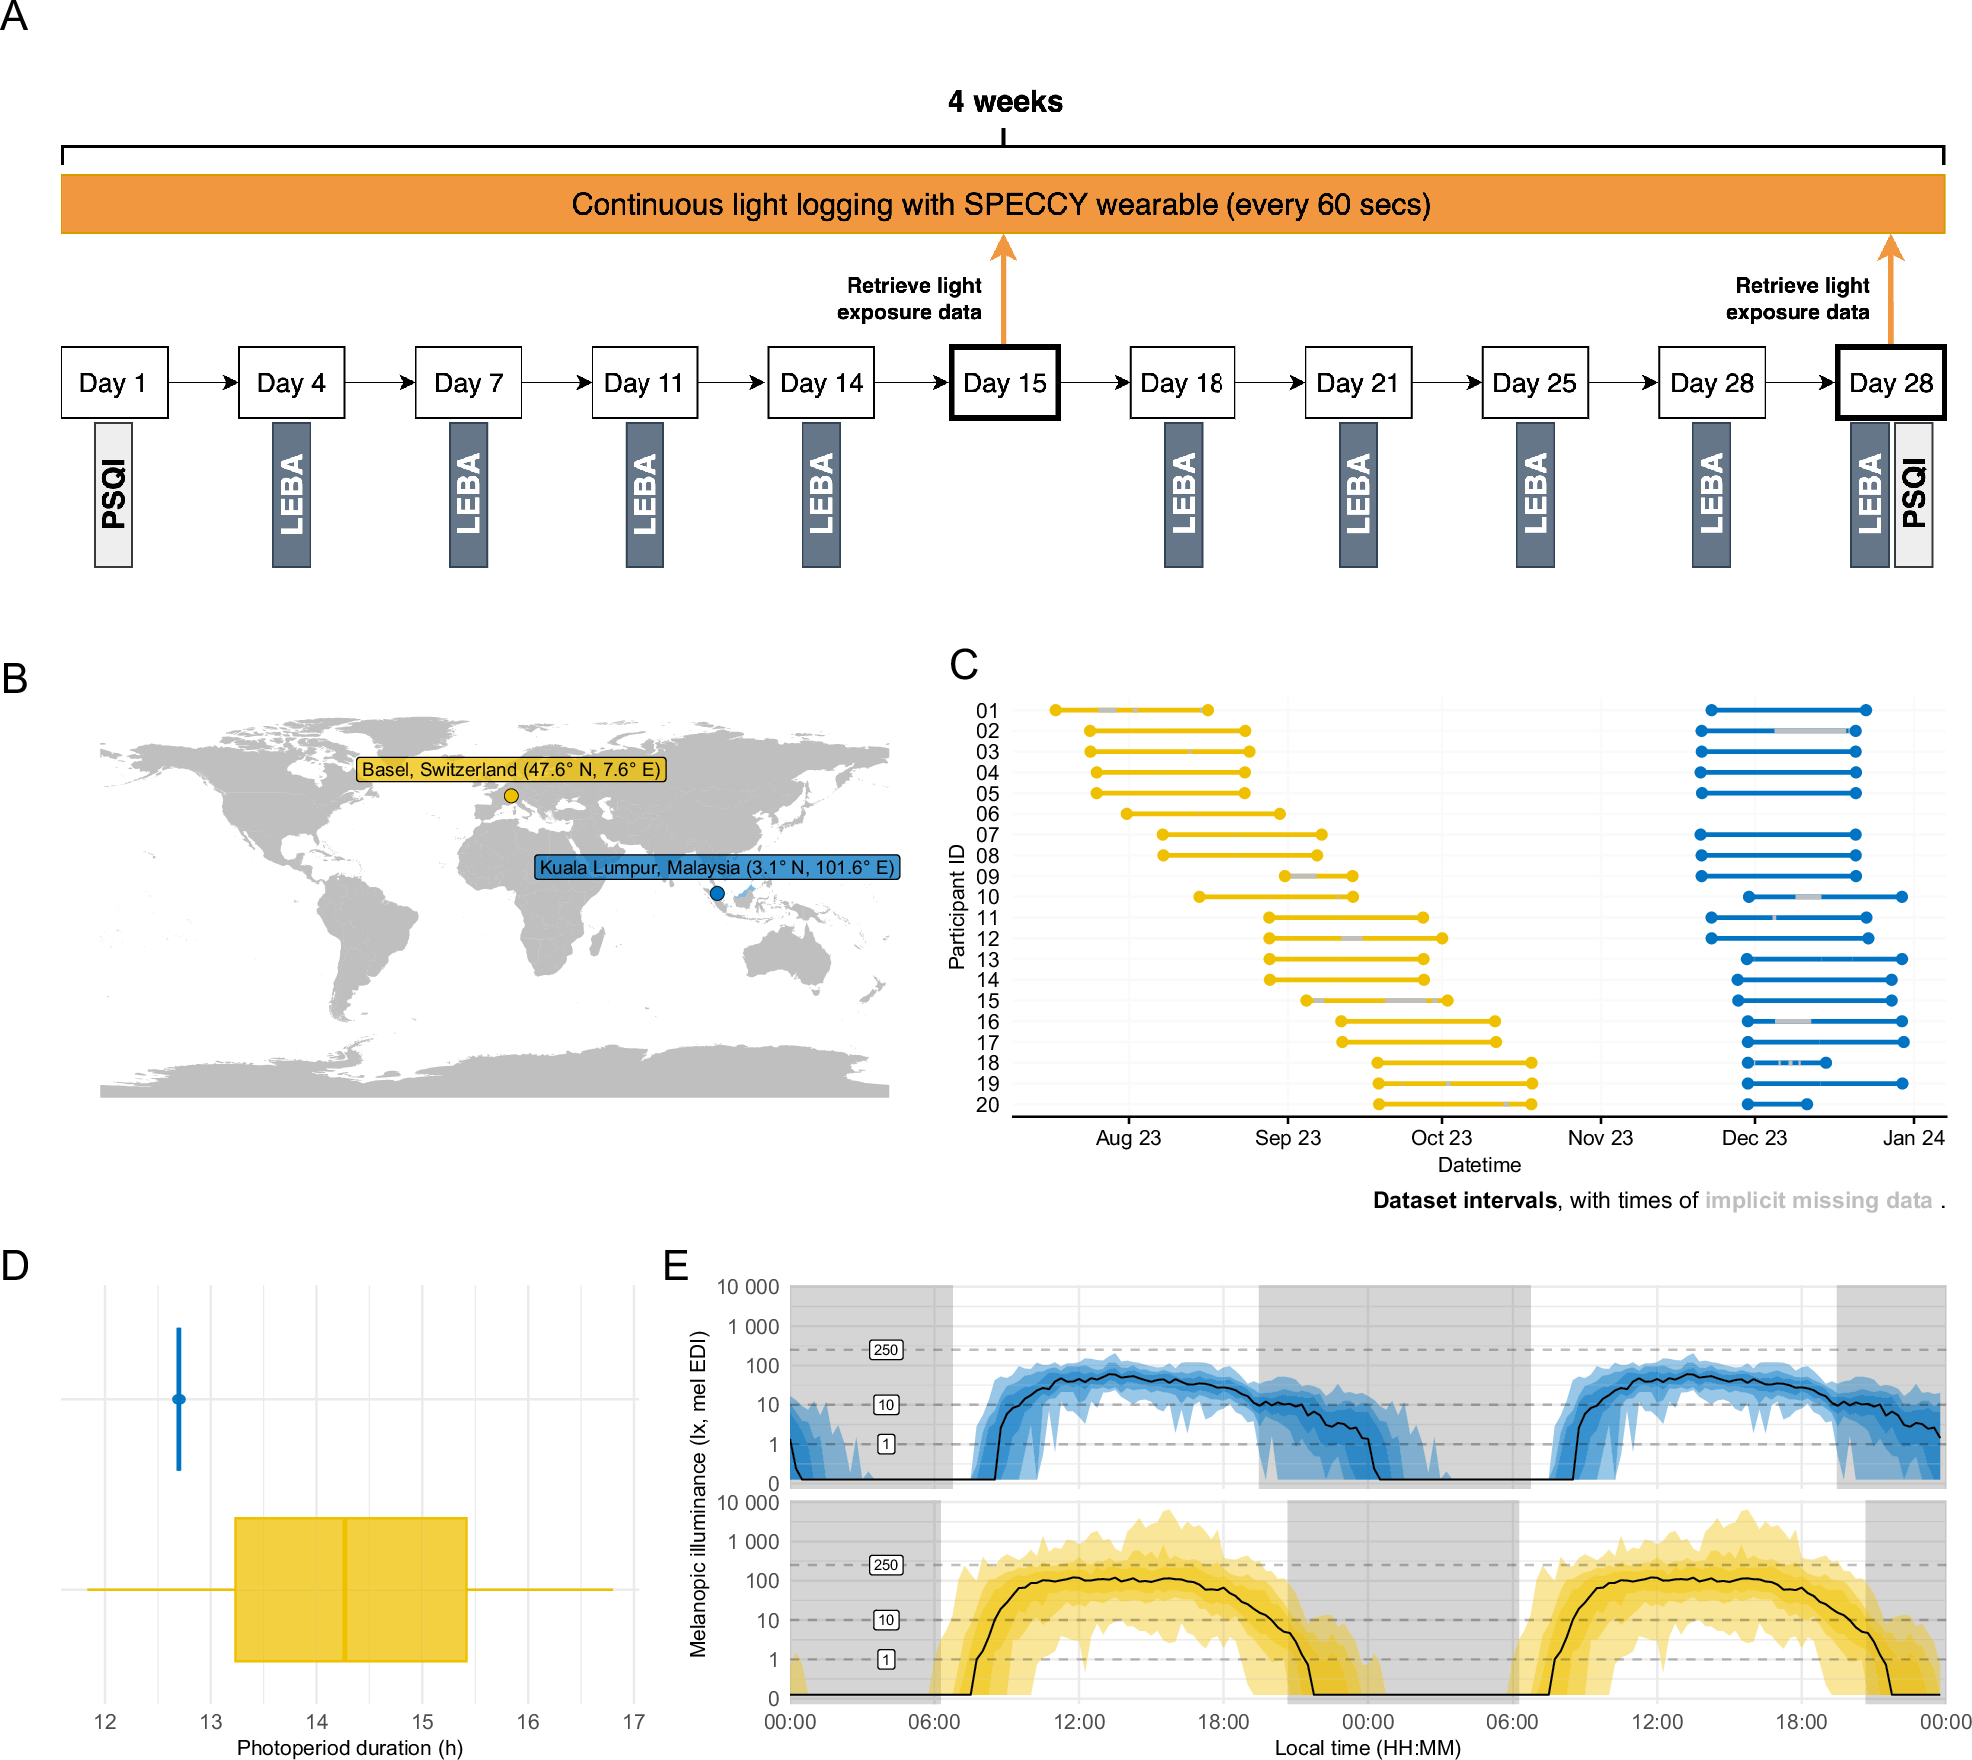 A
4 weeks
Continuous light logging with SPECCY wearable (every 60 secs)
Retrieve light
exposure data
Retrieve light
exposure data
Day 1
Day 4
Day 7
Day 11
Day 14
Day 15
Day 18
Day 21
Day 25
Day 28
Day 28
PSQI
LEBA
LEBA
LEBA
LEBA
LEBA
LEBA
LEBA
LEBA
LEBA
PSQI
B
Basel, Switzerland (47.6° N, 7.6° E)
Kuala Lumpur, Malaysia (3.1° N, 101.6° E)
C
Participant ID
01
02
03
04
05
06
07
08
09
10
11
12
13
14
15
16
17
18
19
20
Aug 23
Sep 23
Oct 23
Nov 23
Dec 23
Jan 24
Datetime
Dataset intervals, with times of implicit missing data .
D
12
13
14
15
16
17
Photoperiod duration (h)
E
Melanopic illuminance (lx, mel EDI)
10 000
1 000
100
10
1
0
250
10
1
10 000
1 000
100
10
1
0
250
10
1
00:00
06:00
12:00
18:00
00:00
06:00
12:00
18:00
00:00
Local time (HH:MM)